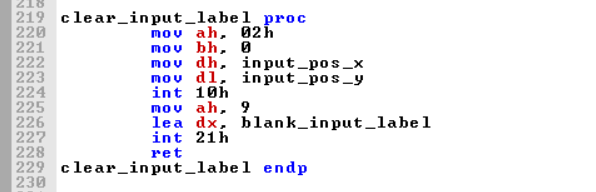 218
219 clear_input_label proc
220 mov ah, 02h
221 mov bh, 0
222 mov dh, input_pos_x
223 mov dl, input_pos_y
224 int 10h
225 mov ah, 9
226 lea dx, blank_input_label
227 int 21h
228 ret
229 clear_input_label endp
230